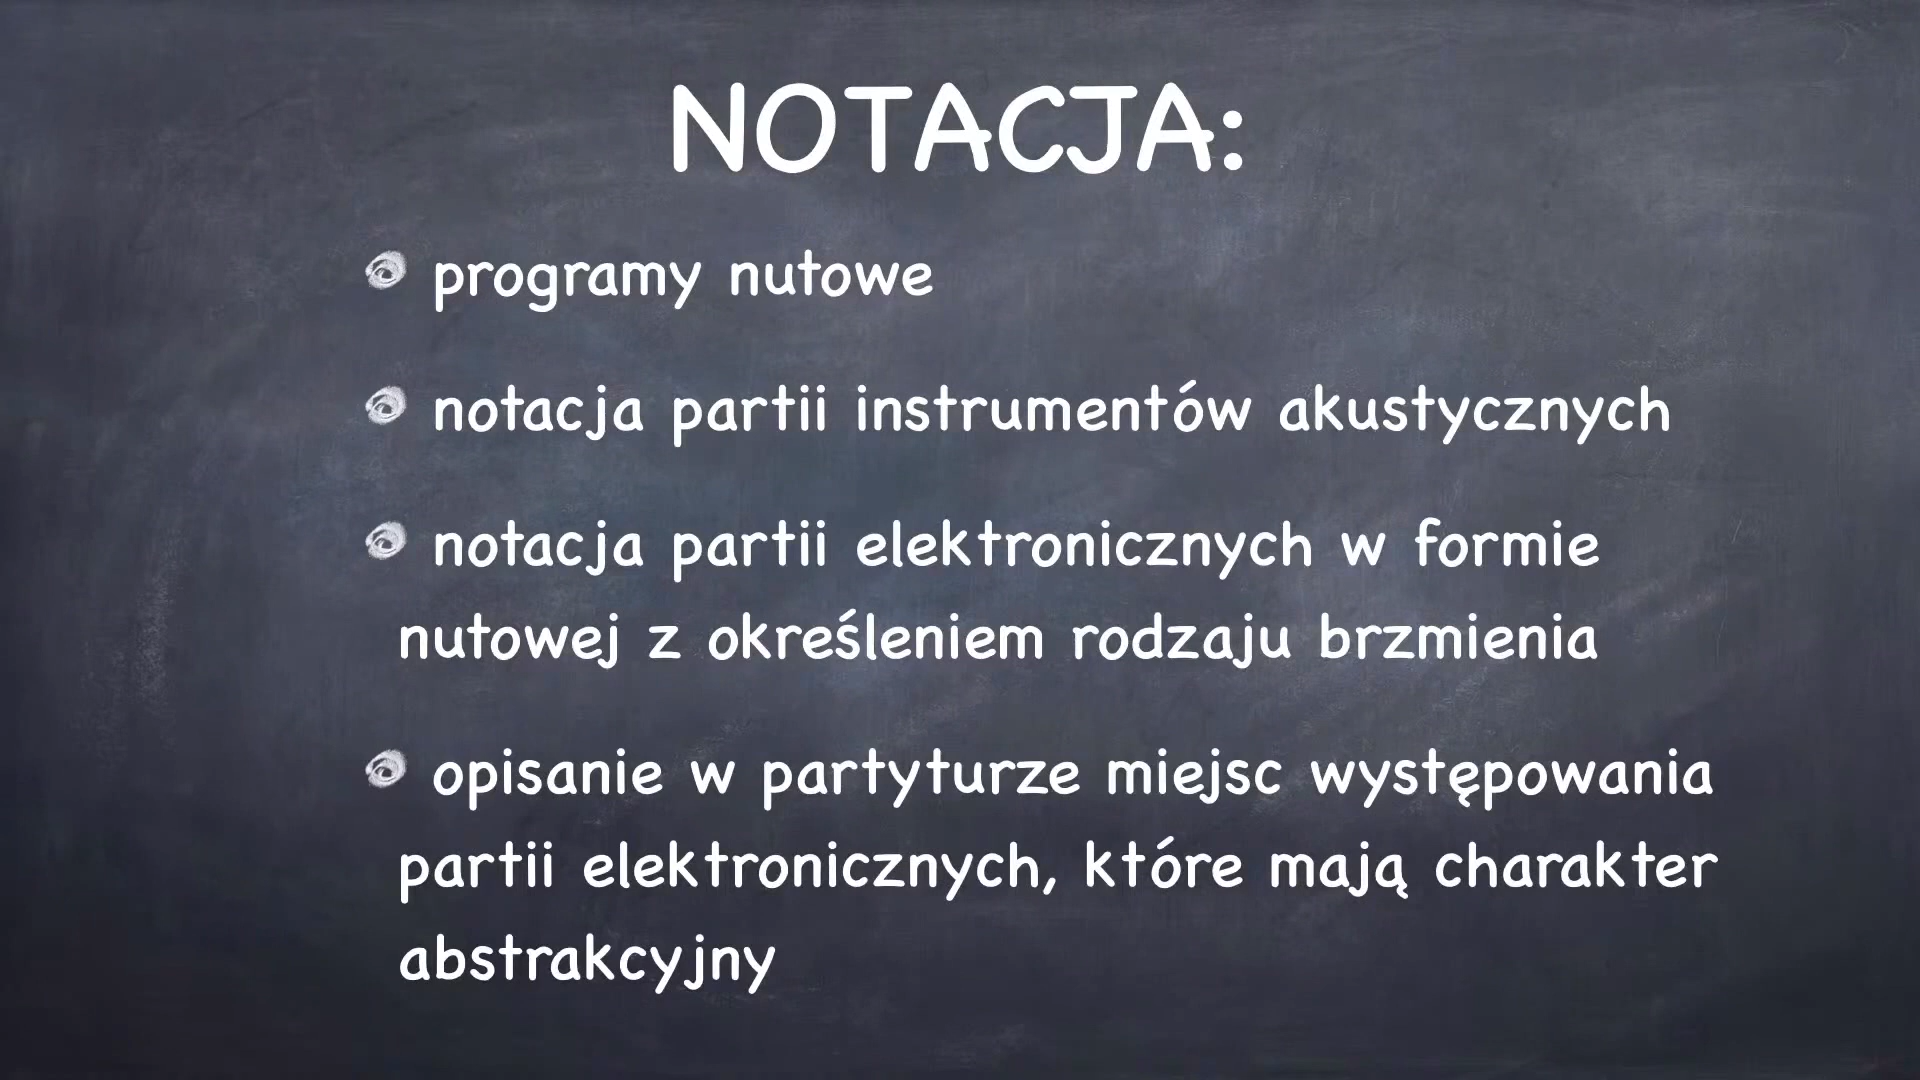 NOTACJA:
programy nutowe
notacja partii instrumentów akustycznych
notacja partii elektronicznych w formie
nutowej z określeniem rodzaju brzmienia
opisanie w partyturze miejsc występowania
partii elektronicznych, które mają charakter
abstrakcyjny